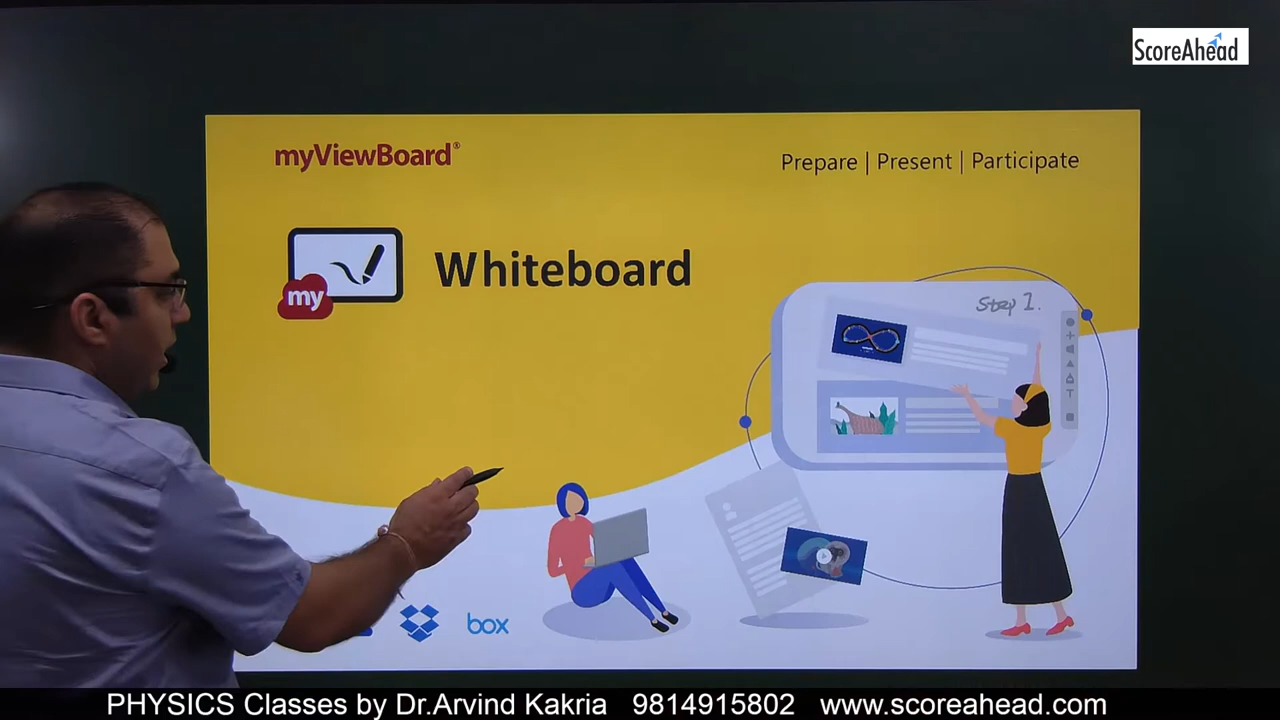 ScoreAhead
myViewBoard®
Prepare | Present | Participate
my
Whiteboard
Step 1.
T
box
PHYSICS Classes by Dr.Arvind Kakria 9814915802 www.scoreahead.com